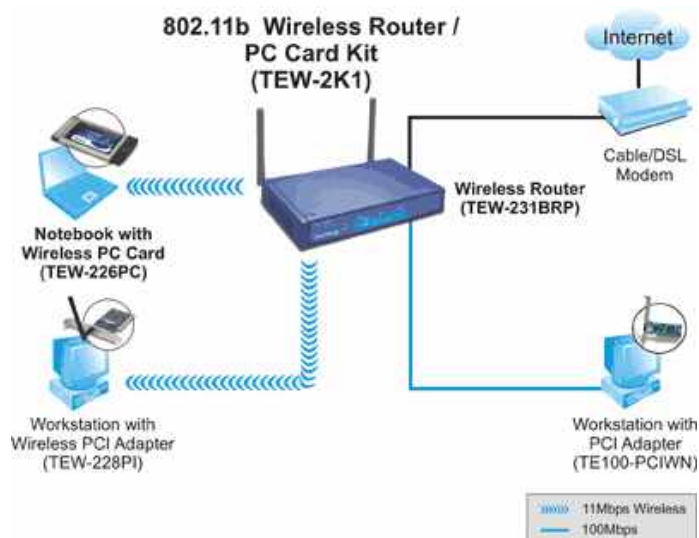 802.11b Wireless Router /
PC Card Kit
(TEW-2K1)
Internet
Cable/DSL
Modem
Wireless Router
(TEW-231BRP)
Notebook with
Wireless PC Card
(TEW-226PC)
Workstation with
Wireless PCI Adapter
(TEW-228PI)
Workstation with
PCI Adapter
(TE100-PCIWN)
11Mbps Wireless
100Mbps